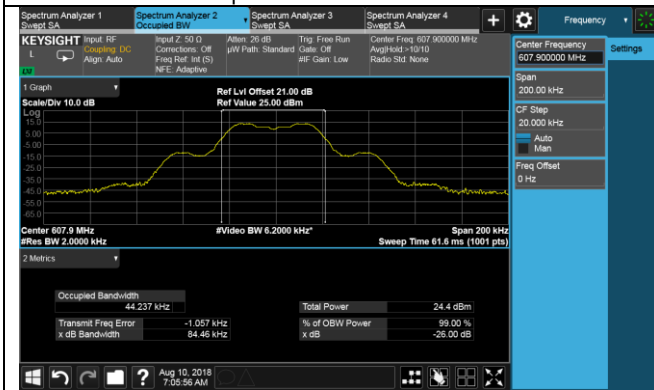 Spectrum Analyzer 1
Swept SA
Spectrum Analyzer 2
Occupied BW
Spectrum Analyzer 3
Swept SA
Spectrum Analyzer 4
Swept SA
+
Frequency
KEYSIGHT
L
Input: RF
Coupling: DC
Align: Auto
Input Z: 50 Ω
Corrections: Off
Freq Ref: Int (S)
NFE: Adaptive
Atten: 26 dB
µW Path: Standard
Trig: Free Run
Gate: Off
#IF Gain: Low
Center Freq: 607.900000 MHz
Avg|Hold:>10/10
Radio Std: None
Center Frequency
607.900000 MHz
Settings
Span
200.00 kHz
CF Step
20.000 kHz
Auto
Man
Freq Offset
0 Hz
1 Graph
Scale/Div 10.0 dB
Ref Lvl Offset 21.00 dB
Ref Value 25.00 dBm
Log
15.0
5.00
-5.00
-15.0
-25.0
-35.0
-45.0
-55.0
-65.0
Center 607.9 MHz
#Res BW 2.0000 kHz
#Video BW 6.2000 kHz*
Span 200 kHz
Sweep Time 61.6 ms (1001 pts)
2 Metrics
Occupied Bandwidth
44.237 kHz
Total Power 24.4 dBm
Transmit Freq Error -1.057 kHz
% of OBW Power 99.00 %
x dB Bandwidth 84.46 kHz
x dB -26.00 dB
?
Aug 10, 2018
7:05:56 AM